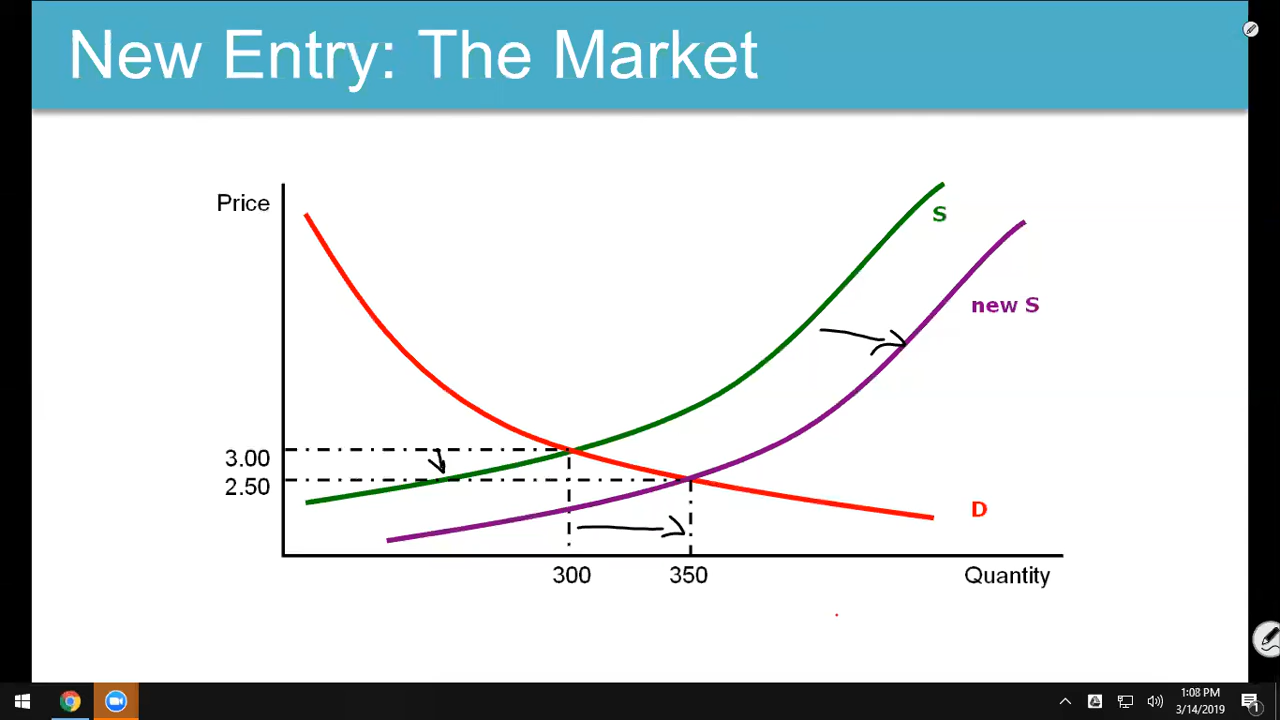 New Entry: The Market
Price
S
new S
3.00
2.50
D
300 350 Quantity
1:08 PM
3/14/2019
1